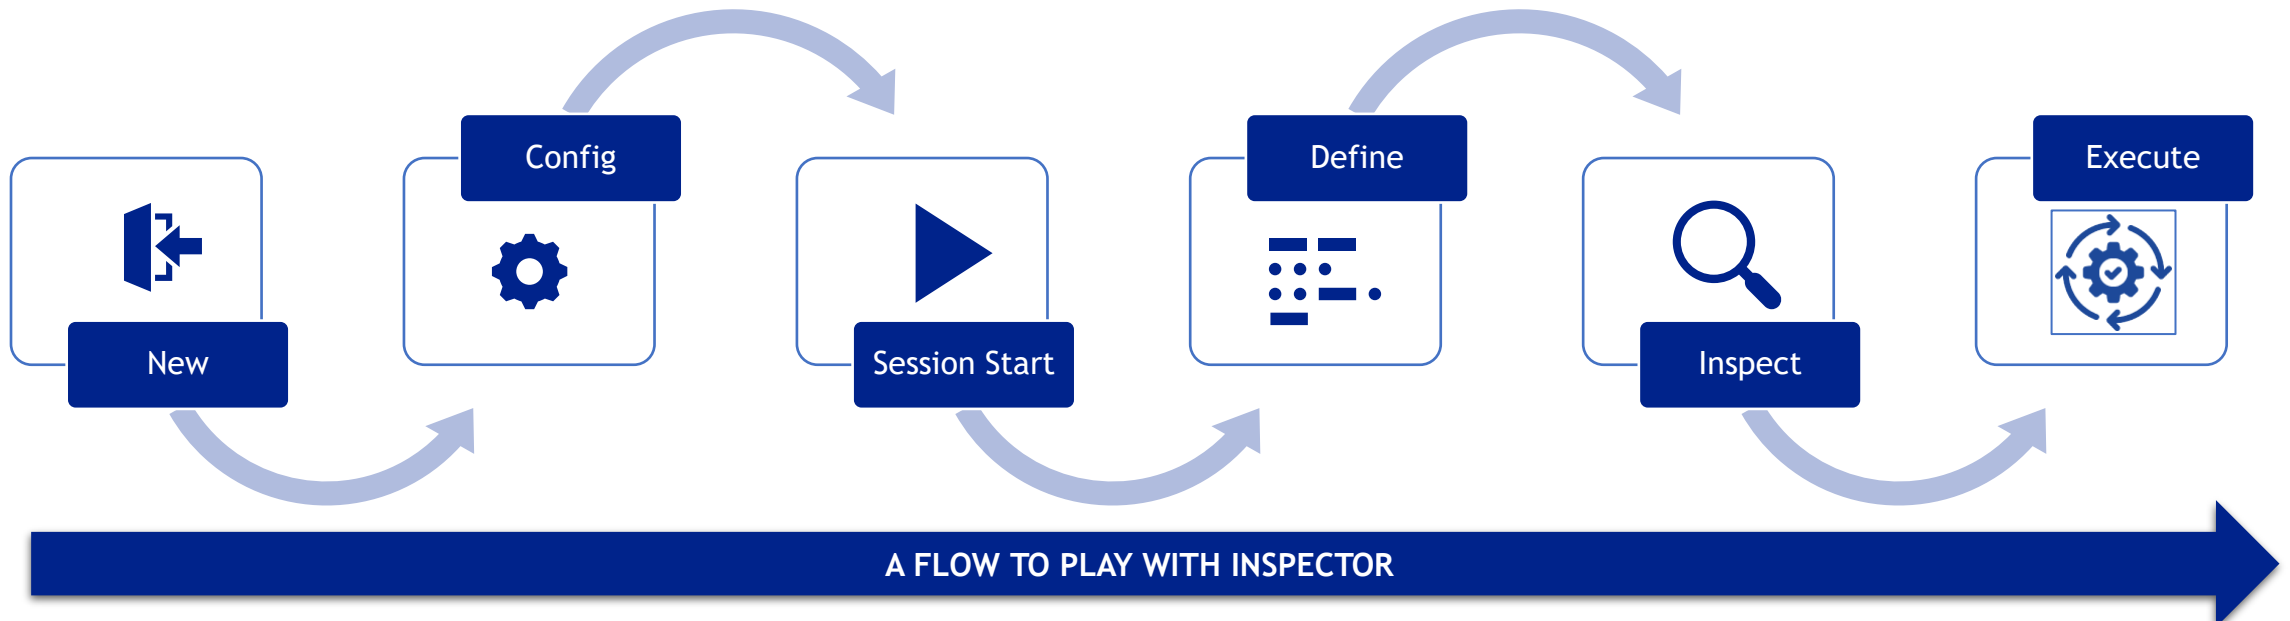 New
Config
Session Start
Define
Inspect
Execute
A FLOW TO PLAY WITH INSPECTOR